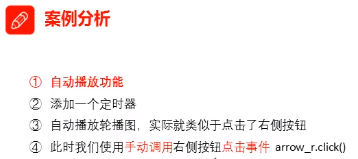 案例分析
① 自动播放功能
② 添加一个定时器
③ 自动播放轮播图，实际就类似于点击了右侧按钮
④ 此时我们使用手动调用右侧按钮点击事件 arrow_r.click()